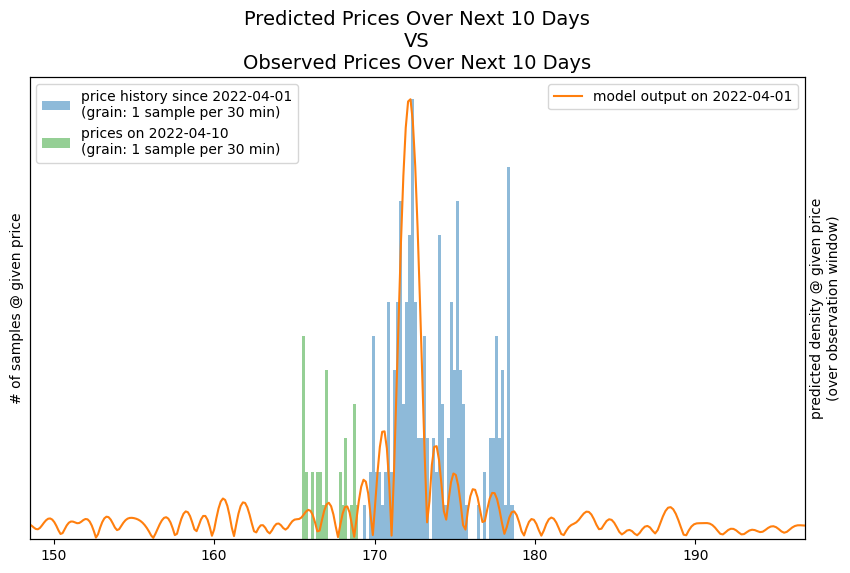 Predicted Prices Over Next 10 Days
VS
Observed Prices Over Next 10 Days
price history since 2022-04-01
(grain: 1 sample per 30 min)
prices on 2022-04-10
(grain: 1 sample per 30 min)
model output on 2022-04-01
# of samples @ given price
predicted density @ given price
(over observation window)
150
160
170
180
190